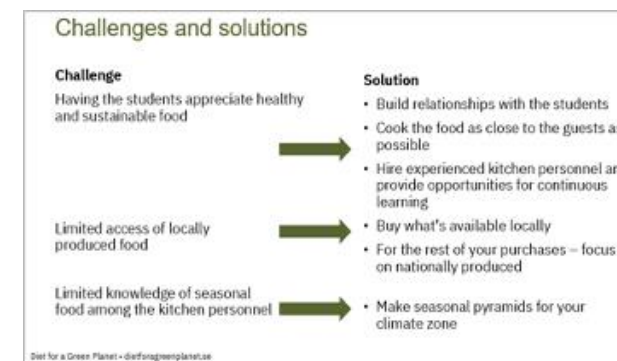 Challenges and solutions
Challenge
Having the students appreciate healthy
and sustainable food
Limited access of locally
produced food
Limited knowledge of seasonal
food among the kitchen personnel
Solution
• Build relationships with the students
• Cook the food as close to the guests
possible
• Hire experienced kitchen personnel
provide opportunities for continuous
learning
• Buy what's available locally
• For the rest of your purchases – focus
on nationally produced
• Make seasonal pyramids for your
climate zone
Diet for a Green Planet • dietforagreenplanet.se